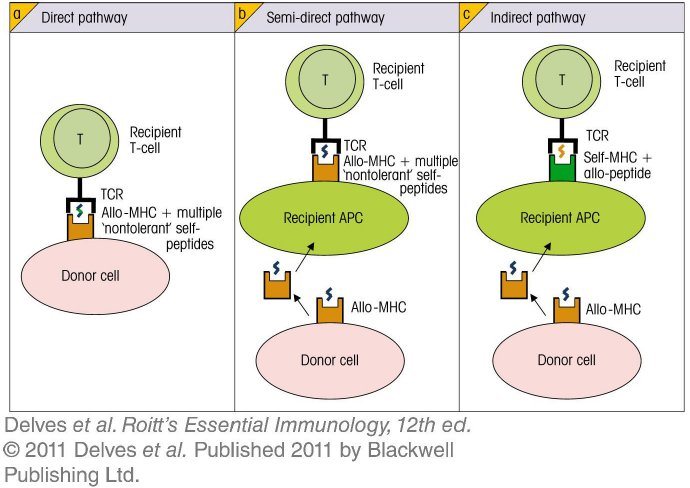 a Direct pathway
T
Recipient
T-cell
TCR
Allo-MHC + multiple
'nontolerant' self-
peptides
Donor cell
b Semi-direct pathway
T
Recipient
T-cell
TCR
Allo-MHC + multiple
'nontolerant' self-
peptides
Recipient APC
Allo-MHC
Donor cell
c Indirect pathway
T
Recipient
T-cell
TCR
Self-MHC +
allo-peptide
Recipient APC
Allo-MHC
Donor cell
Delves et al. Roitt's Essential Immunology, 12th ed.
© 2011 Delves et al. Published 2011 by Blackwell
Publishing Ltd.